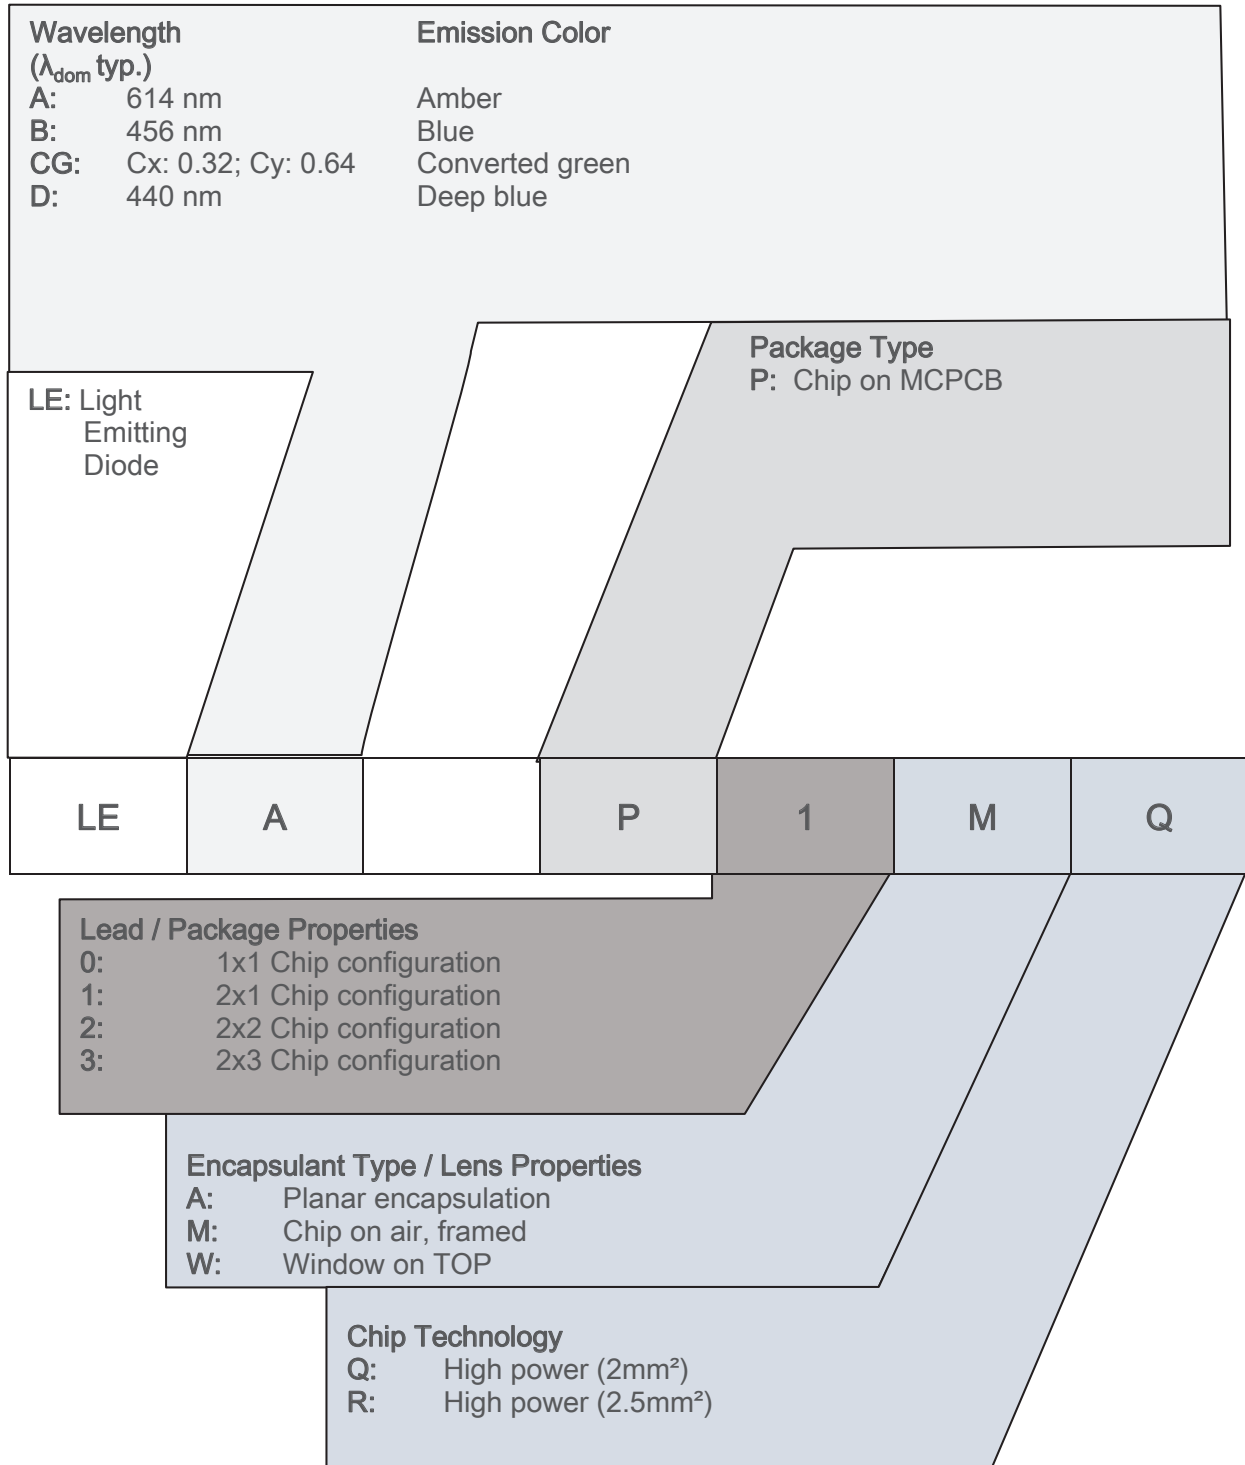 Wavelength Emission Color
(λdom typ.)
A: 614 nm Amber
B: 456 nm Blue
CG: Cx: 0.32; Cy: 0.64 Converted green
D: 440 nm Deep blue
Package Type
P: Chip on MCPCB
LE: Light
Emitting
Diode
LE A P 1 M Q
Lead / Package Properties
0: 1x1 Chip configuration
1: 2x1 Chip configuration
2: 2x2 Chip configuration
3: 2x3 Chip configuration
Encapsulant Type / Lens Properties
A: Planar encapsulation
M: Chip on air, framed
W: Window on TOP
Chip Technology
Q: High power (2mm²)
R: High power (2.5mm²)